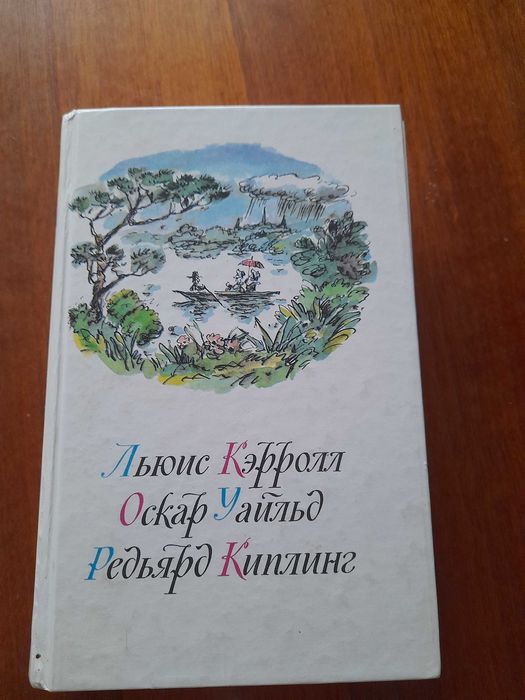 Льюис Кэрролл
Оскар Уайльд
Редьярд Киплинг